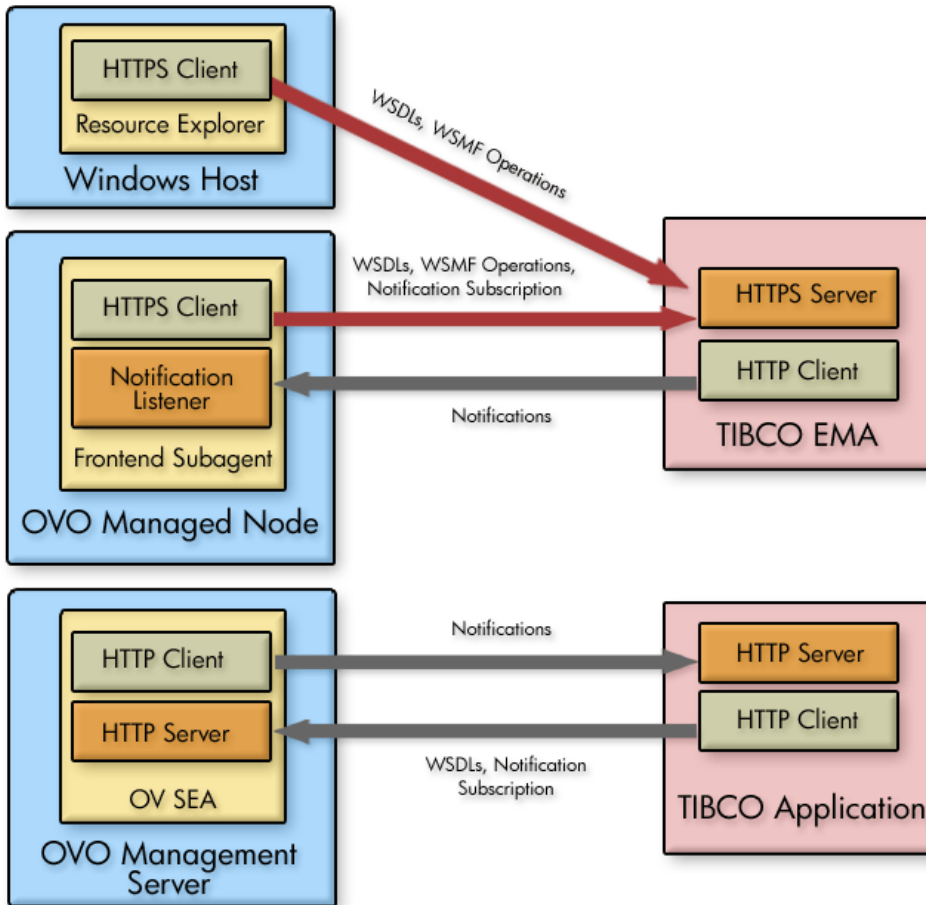 HTTPS Client
Resource Explorer
Windows Host
WSDLs, WSMF Operations
HTTPS Client
Notification
Listener
Frontend Subagent
OVO Managed Node
WSDLs, WSMF Operations,
Notification Subscription
Notifications
HTTPS Server
HTTP Client
TIBCO EMA
HTTP Client
HTTP Server
OV SEA
OVO Management
Server
Notifications
WSDLs, Notification
Subscription
HTTP Server
HTTP Client
TIBCO Application